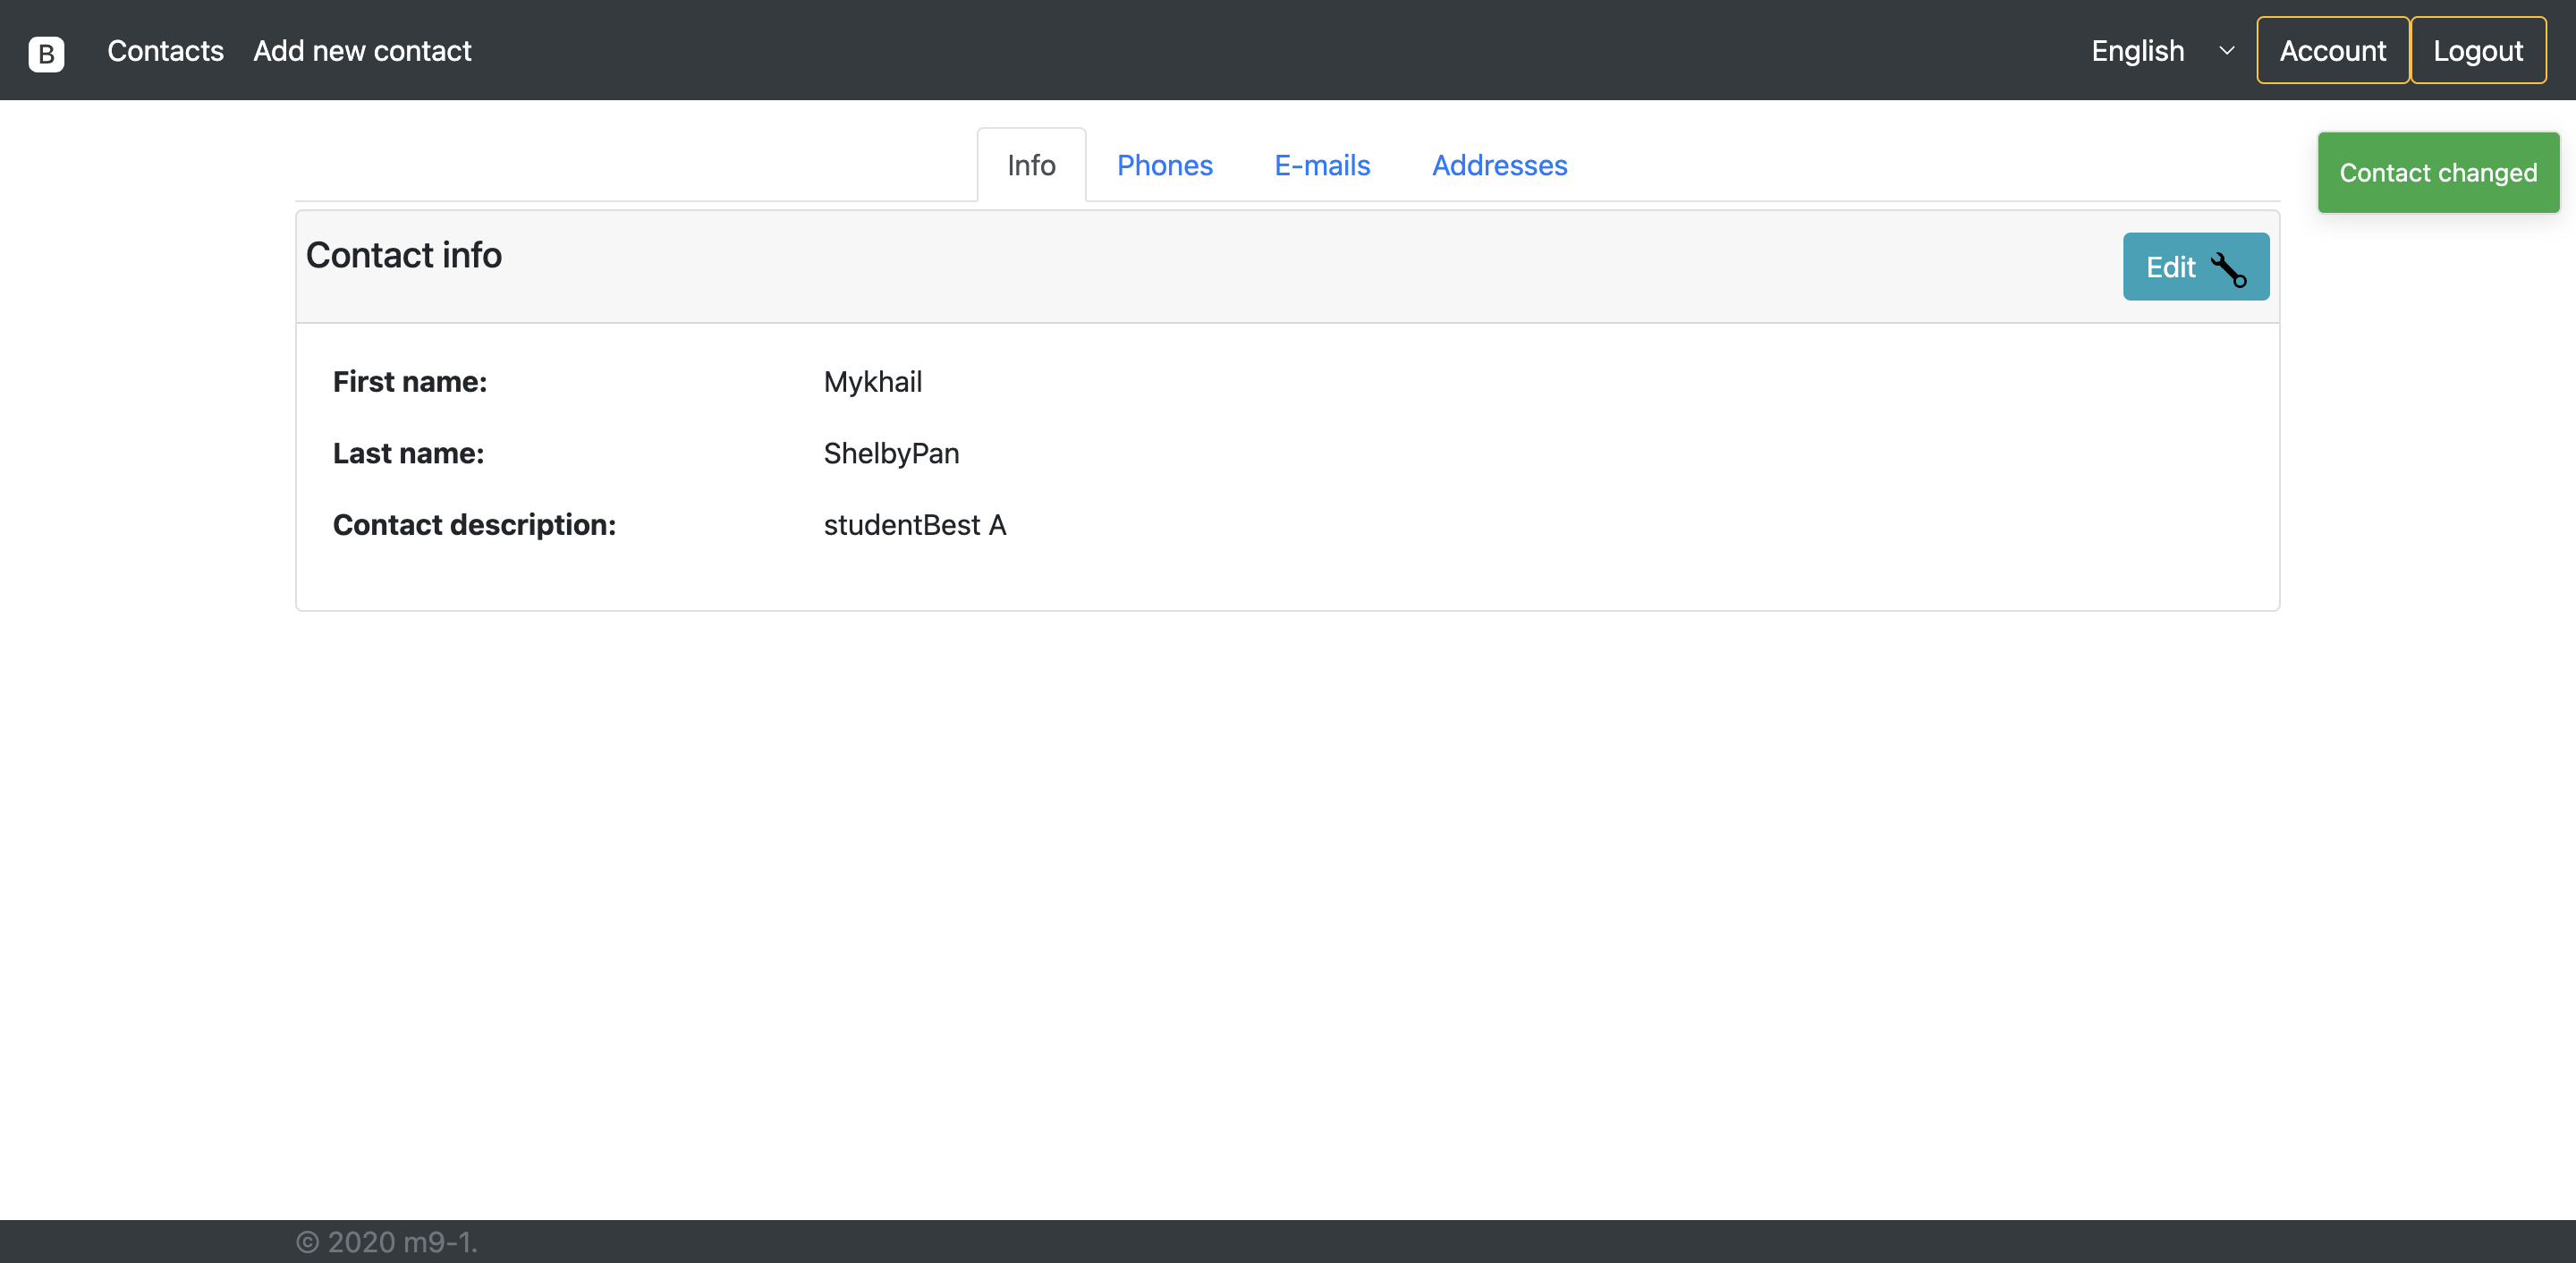 B Contacts Add new contact English Account Logout
Info Phones E-mails Addresses
Contact changed
Contact info
Edit
First name: Mykhail
Last name: ShelbyPan
Contact description: studentBest A
© 2020 m9-1.